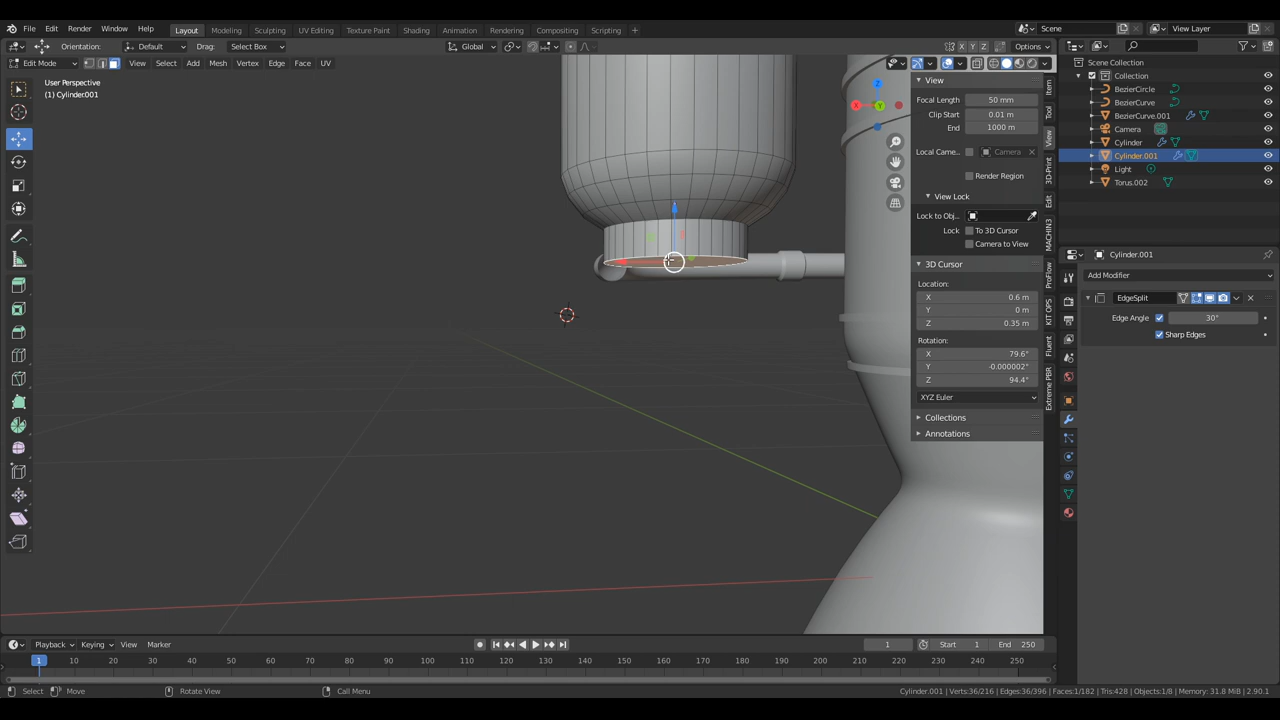 File Edit Render Window Help
Layout Modeling Sculpting UV Editing Texture Paint Shading Animation Rendering Compositing Scripting +
Scene View Layer
Orientation: Default Drag: Select Box Global X Y Z Options
Edit Mode View Select Add Mesh Vertex Edge Face UV
User Perspective
(1) Cylinder001
Z
X Y
View
Focal Length 50 mm
Clip Start 0.01 m
End 1000 m
Local Came... Camera
Render Region
View Lock
Lock to Obj...
Lock To 3D Cursor
Camera to View
3D Cursor
Location:
X 0.6 m
Y 0 m
Z 0.35 m
Rotation:
X 79.6°
Y -0.000002°
Z 94.4°
XYZ Euler
Collections
Annotations
Item
Tool
View
3D-Print
Edit
MACHIN3
ProFlow
KIT OPS
Fluent
Extreme PBR
Scene Collection
Collection
BezierCircle
BezierCurve
BezierCurve.001
Camera
Cylinder
Cylinder.001
Light
Torus.002
Cylinder.001
Add Modifier
EdgeSplit
Edge Angle 30°
Sharp Edges
Playback Keying View Marker 1 Start 1 End 250
1 10 20 30 40 50 60 70 80 90 100 110 120 130 140 150 160 170 180 190 200 210 220 230 240 250
Select Move Rotate View Call Menu Cylinder.001 | Verts:36/216 | Edges:36/396 | Faces:1/182 | Tris:428 | Objects:1/8 | Memory: 31.8 MiB | 2.90.1